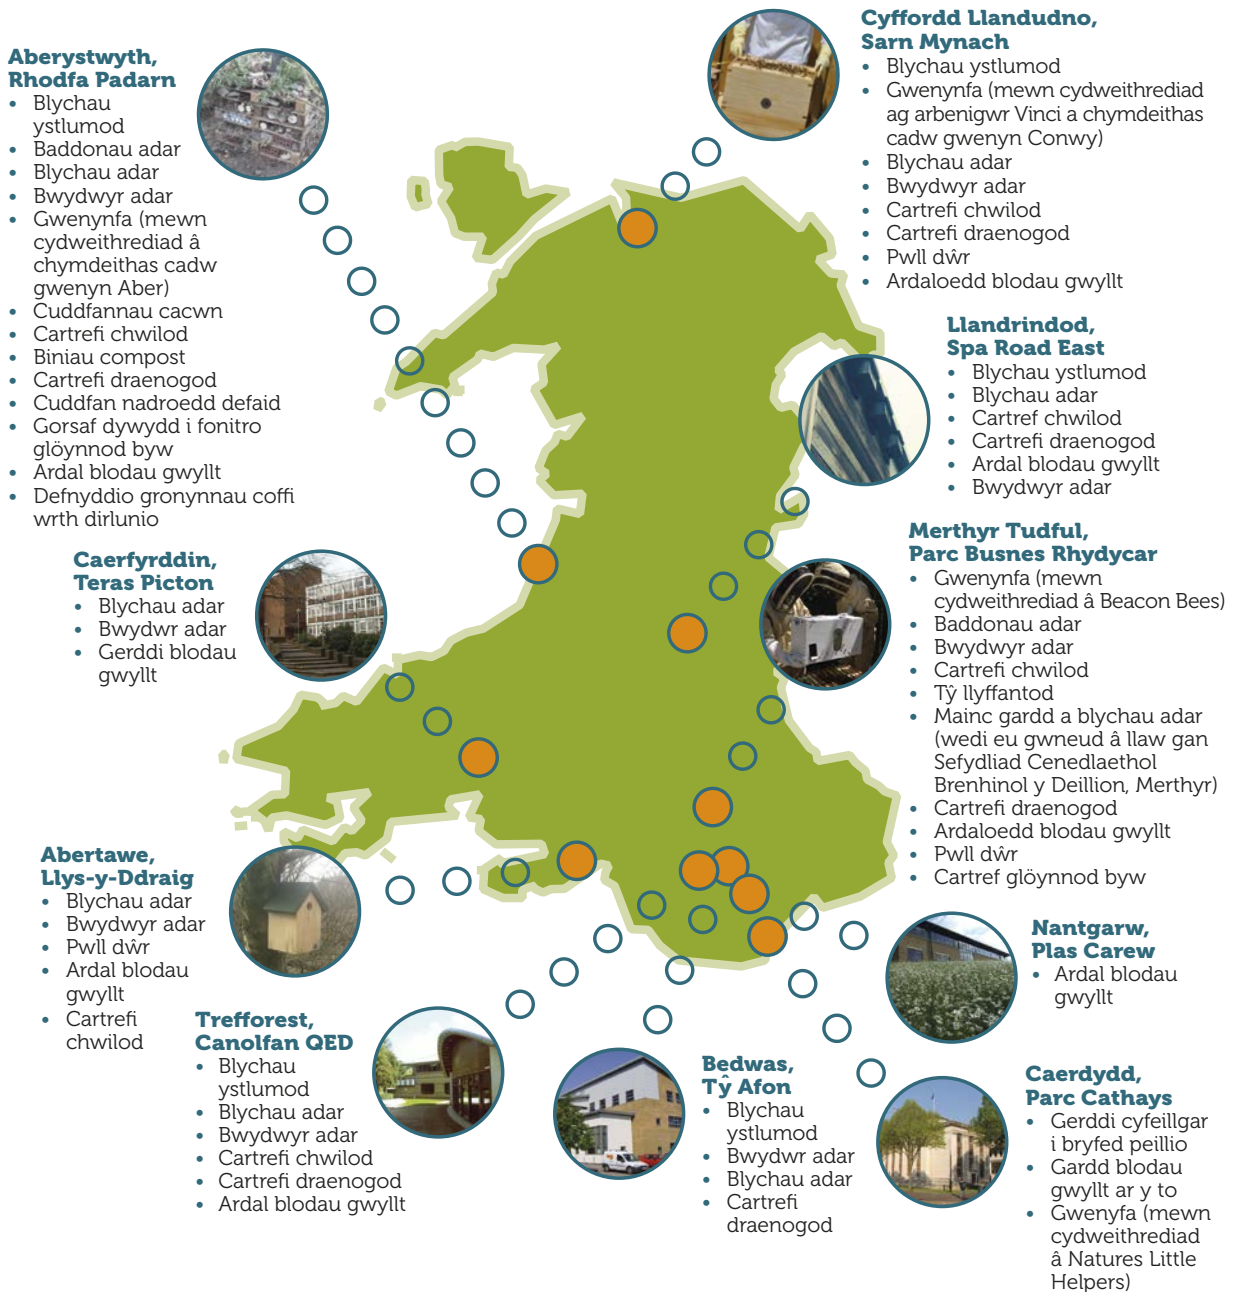 Aberystwyth,
Rhodfa Padarn
• Blychau
ystlumod
• Baddonau adar
• Blychau adar
• Bwydwyr adar
• Gwenynfa (mewn
cydweithrediad â
chymdeithas cadw
gwenyn Aber)
• Cuddfannau cacwn
• Cartrefi chwilod
• Biniau compost
• Cartrefi draenogod
• Cuddfan nadroedd defaid
• Gorsaf dywydd i fonitro
glöynnod byw
• Ardal blodau gwyllt
• Defnyddio gronynnau coffi
wrth dirlunio
Cyffordd Llandudno,
Sarn Mynach
• Blychau ystlumod
• Gwenynfa (mewn cydweithrediad
ag arbenigwr Vinci a chymdeithas
cadw gwenyn Conwy)
• Blychau adar
• Bwydwyr adar
• Cartrefi chwilod
• Cartrefi draenogod
• Pwll dŵr
• Ardaloedd blodau gwyllt
Llandrindod,
Spa Road East
• Blychau ystlumod
• Blychau adar
• Cartref chwilod
• Cartrefi draenogod
• Ardal blodau gwyllt
• Bwydwyr adar
Merthyr Tudful,
Parc Busnes Rhydycar
• Gwenynfa (mewn
cydweithrediad â Beacon Bees)
• Baddonau adar
• Bwydwyr adar
• Cartrefi chwilod
• Tŷ llyffantod
• Mainc gardd a blychau adar
(wedi eu gwneud â llaw gan
Sefydliad Cenedlaethol
Brenhinol y Deillion, Merthyr)
• Cartrefi draenogod
• Ardaloedd blodau gwyllt
• Pwll dŵr
• Cartref glöynnod byw
Caerfyrddin,
Teras Picton
• Blychau adar
• Bwydwr adar
• Gerddi blodau
gwyllt
Abertawe,
Llys-y-Ddraig
• Blychau adar
• Bwydwyr adar
• Pwll dŵr
• Ardal blodau
gwyllt
• Cartrefi
chwilod
Trefforest,
Canolfan QED
• Blychau
ystlumod
• Blychau adar
• Bwydwyr adar
• Cartrefi chwilod
• Cartrefi draenogod
• Ardal blodau gwyllt
Bedwas,
Tŷ Afon
• Blychau
ystlumod
• Bwydwr adar
• Blychau adar
• Cartrefi
draenogod
Nantgarw,
Plas Carew
• Ardal blodau
gwyllt
Caerdydd,
Parc Cathays
• Gerddi cyfeillgar
i bryfed peillio
• Gardd blodau
gwyllt ar y to
• Gwenyfa (mewn
cydweithrediad
â Natures Little
Helpers)